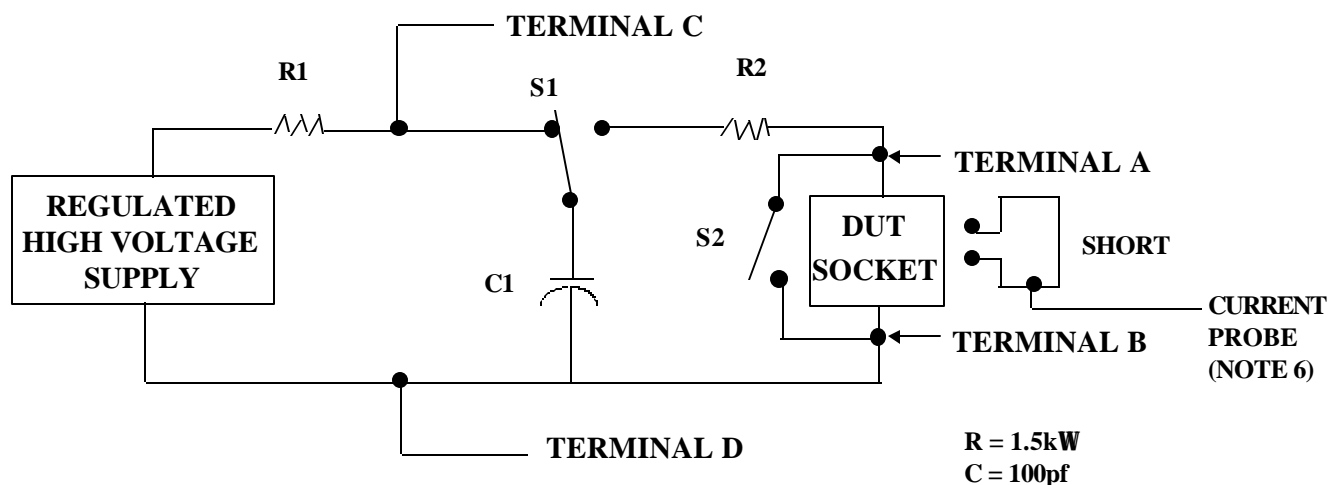 TERMINAL C
R1
S1
R2
TERMINAL A
REGULATED
HIGH VOLTAGE
SUPPLY
S2
DUT
SOCKET
SHORT
C1
CURRENT
PROBE
(NOTE 6)
TERMINAL B
TERMINAL D
R = 1.5kW
C = 100pf